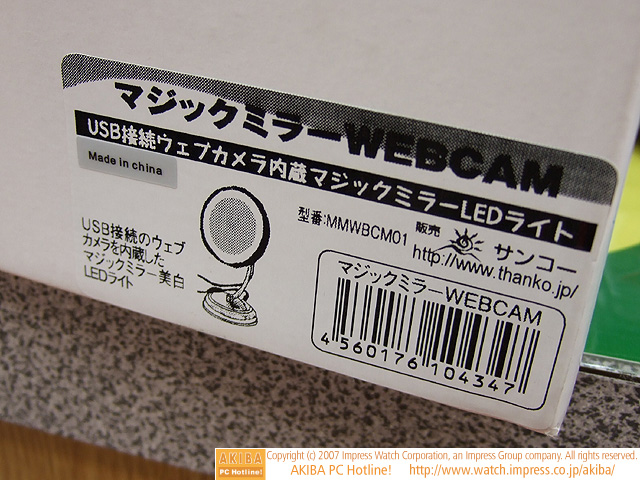 マジックミラーWEBCAM
USB接続ウェブカメラ内蔵マジックミラーLEDライト
Made in china
USB接続のウェブ
カメラを内蔵した
マジックミラー美白
LEDライト
型番:MMWBCM01
販売 サンコー
http://www.thanko.jp/
マジックミラーWEBCAM
4 560176 104347
AKIBA
PC Hotline!
Copyright (c) 2007 Impress Watch Corporation, an Impress Group company. All rights reserved.
AKIBA PC Hotline! http://www.watch.impress.co.jp/akiba/